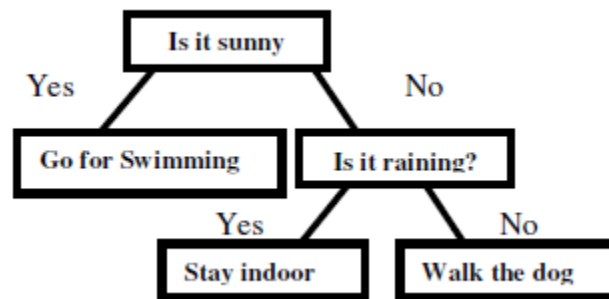 Is it sunny
Yes
No
Go for Swimming
Is it raining?
Yes
No
Stay indoor
Walk the dog